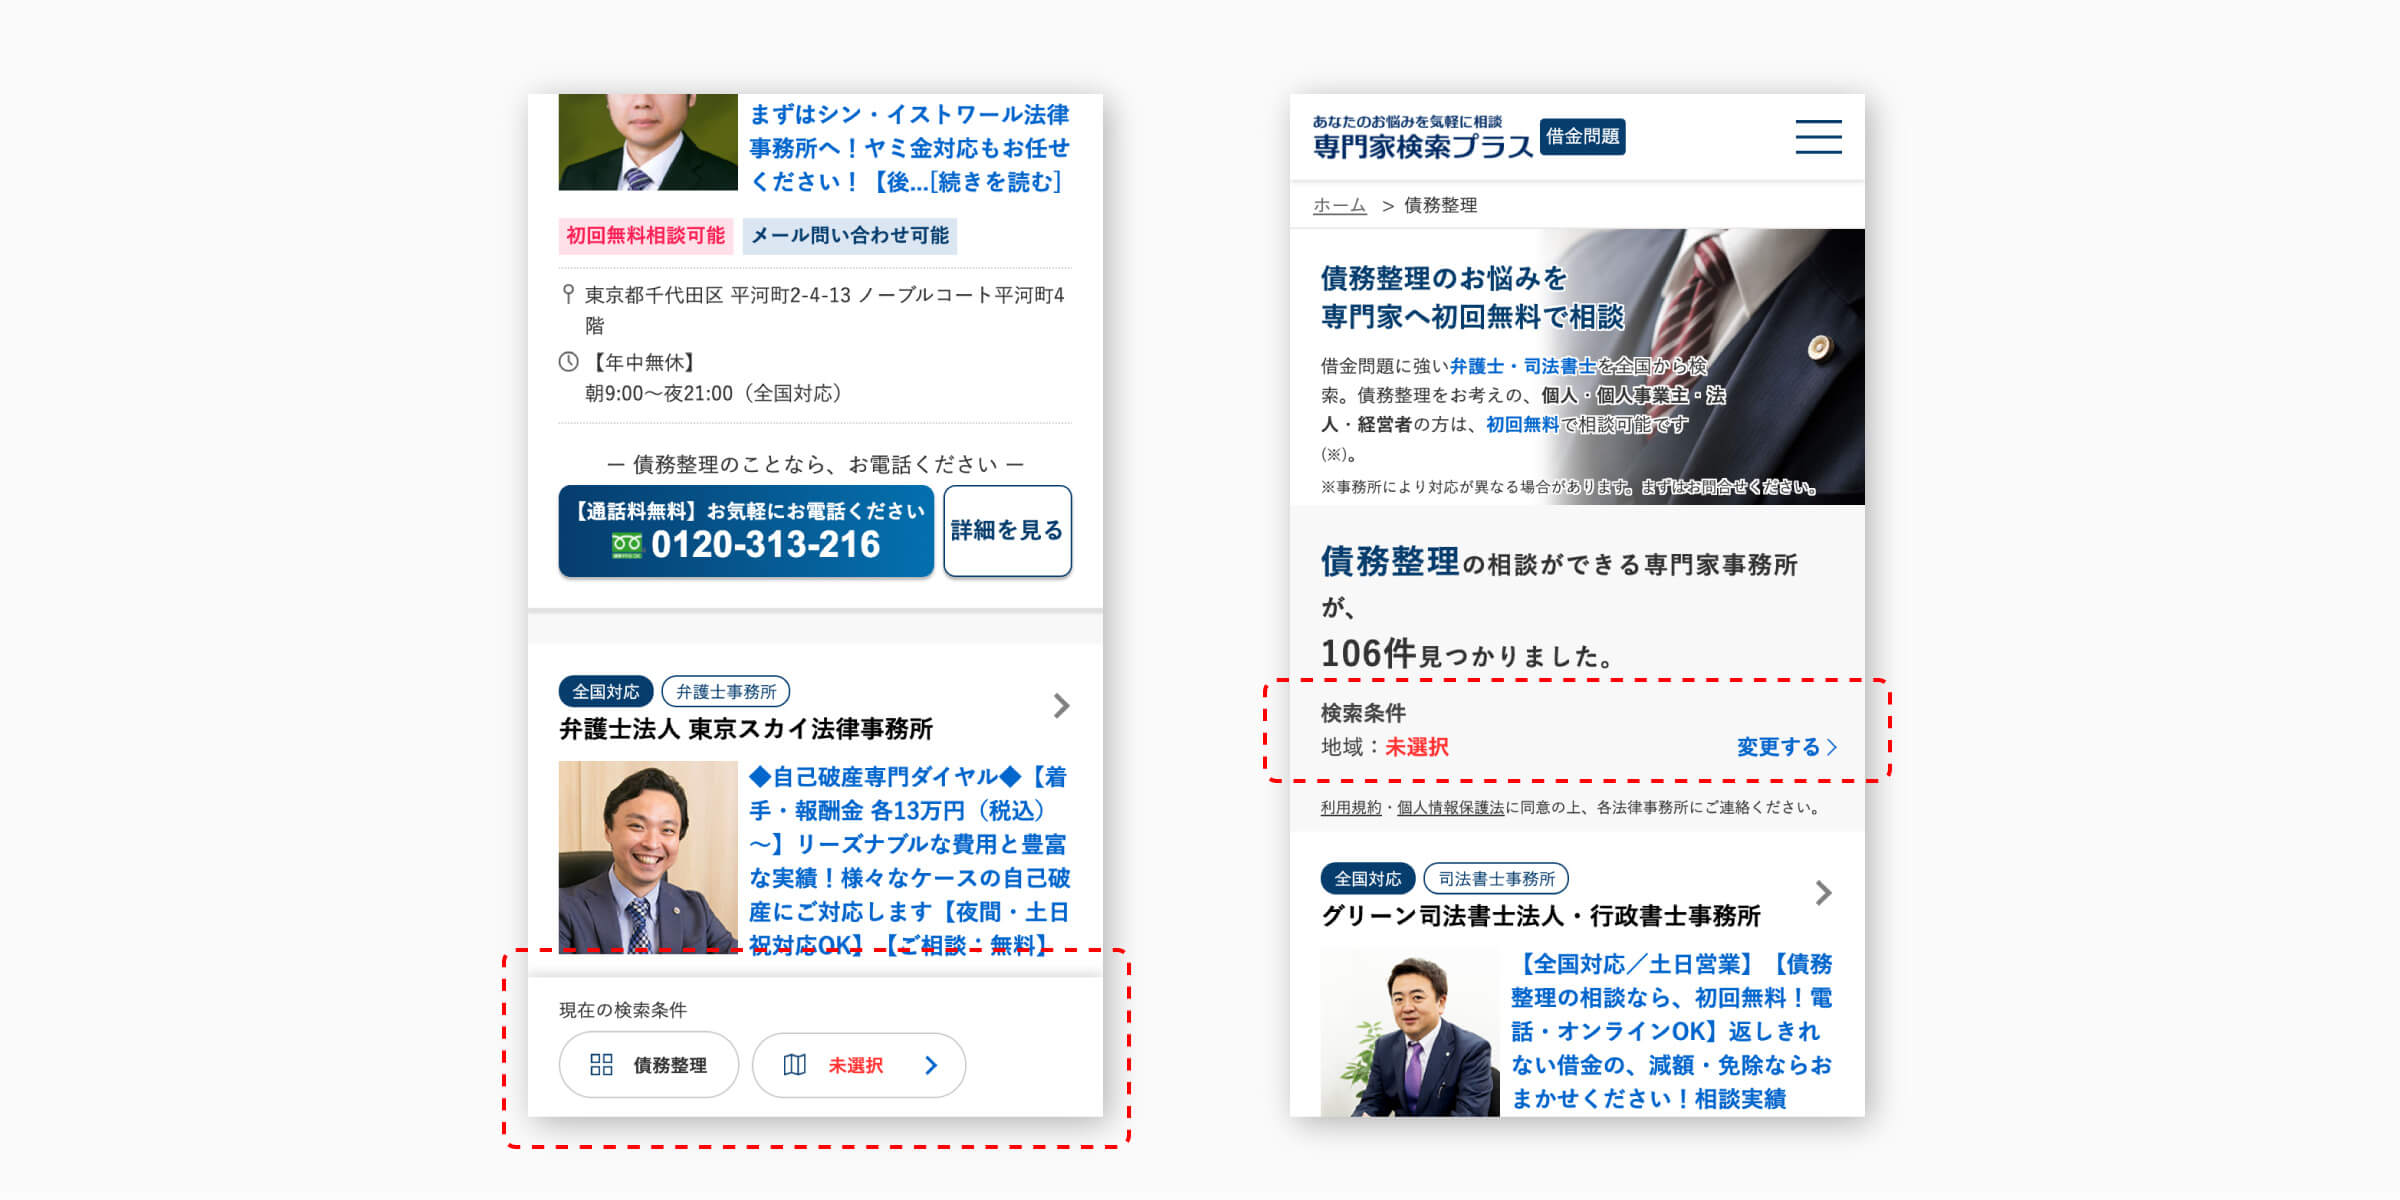 まずはシン・イストワール法律
事務所へ！ヤミ金対応もお任せ
ください！【後...[続きを読む]
初回無料相談可能
メール問い合わせ可能
東京都千代田区 平河町2-4-13 ノーブルコート平河町4
階
【年中無休】
朝9:00〜夜21:00（全国対応）
ー 債務整理のことなら、お電話ください ー
【通話料無料】お気軽にお電話ください
0120-313-216
詳細を見る
全国対応
弁護士事務所
弁護士法人 東京スカイ法律事務所
◆自己破産専門ダイヤル◆【着
手・報酬金 各13万円（税込）
〜】リーズナブルな費用と豊富
な実績！様々なケースの自己破
産にご対応します【夜間・土日
祝対応OK】【ご相談：無料】
現在の検索条件
債務整理
未選択
あなたのお悩みを気軽に相談
専門家検索プラス
借金問題
ホーム > 債務整理
債務整理のお悩みを
専門家へ初回無料で相談
借金問題に強い弁護士・司法書士を全国から検
索。債務整理をお考えの、個人・個人事業主・法
人・経営者の方は、初回無料で相談可能です
(※)。
※事務所により対応が異なる場合があります。まずはお問合せください。
債務整理の相談ができる専門家事務所
が、
106件見つかりました。
検索条件
地域：未選択
変更する
利用規約・個人情報保護法に同意の上、各法律事務所にご連絡ください。
全国対応
司法書士事務所
グリーン司法書士法人・行政書士事務所
【全国対応／土日営業】【債務
整理の相談なら、初回無料！電
話・オンラインOK】返しきれ
ない借金の、減額・免除ならお
まかせください！相談実績